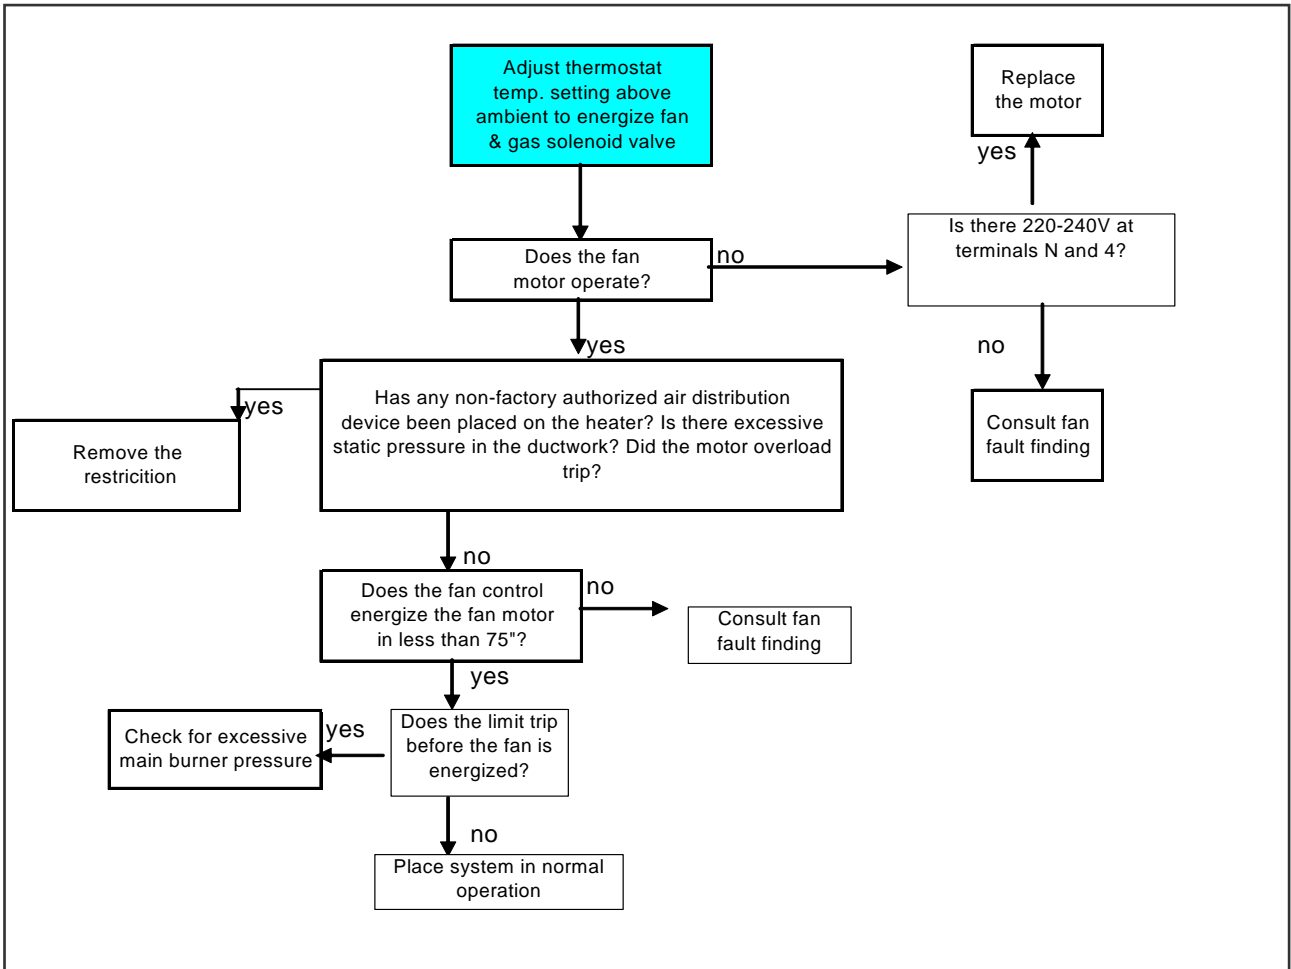 Adjust thermostat
temp. setting above
ambient to energize fan
& gas solenoid valve
Replace
the motor
yes
Is there 220-240V at
terminals N and 4?
Does the fan
motor operate?
no
yes
no
Has any non-factory authorized air distribution
device been placed on the heater? Is there excessive
static pressure in the ductwork? Did the motor overload
trip?
yes
Remove the
restricition
Consult fan
fault finding
no
Does the fan control
energize the fan motor
in less than 75"?
no
Consult fan
fault finding
yes
Does the limit trip
before the fan is
energized?
yes
Check for excessive
main burner pressure
no
Place system in normal
operation